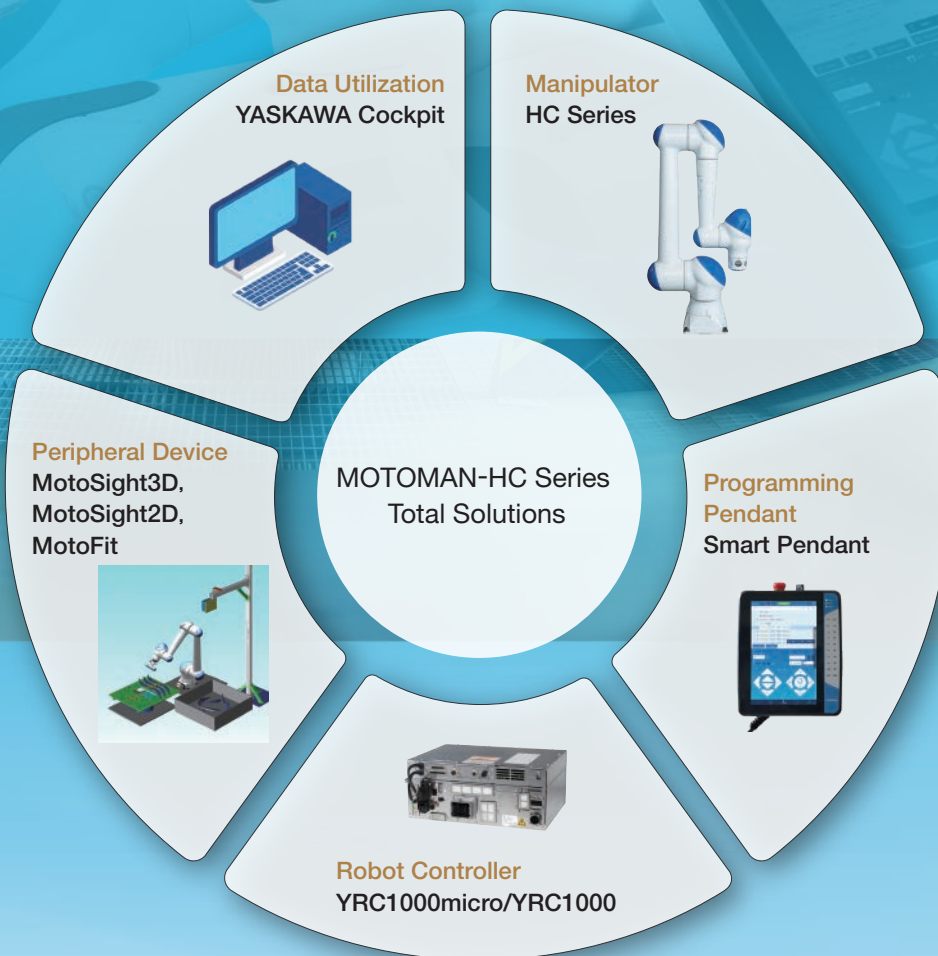 Data Utilization
YASKAWA Cockpit
Manipulator
HC Series
Peripheral Device
MotoSight3D,
MotoSight2D,
MotoFit
MOTOMAN-HC Series
Total Solutions
Programming
Pendant
Smart Pendant
Robot Controller
YRC1000micro/YRC1000